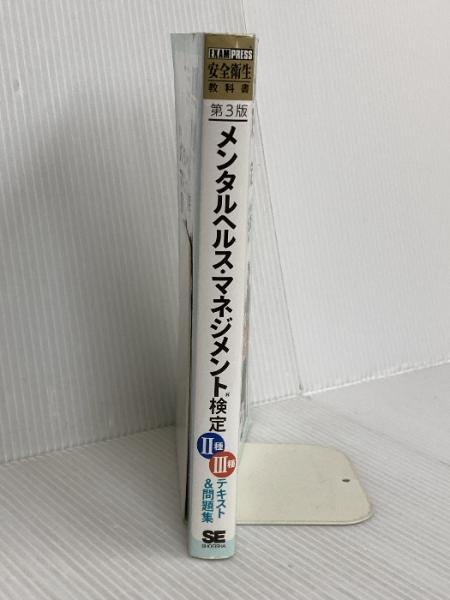 EXAMPRESS
安全衛生
教科書
第3版
メンタルヘルス・マネジメント®検定
II種
III種
テキスト
&問題集
SE
SHOEISHA